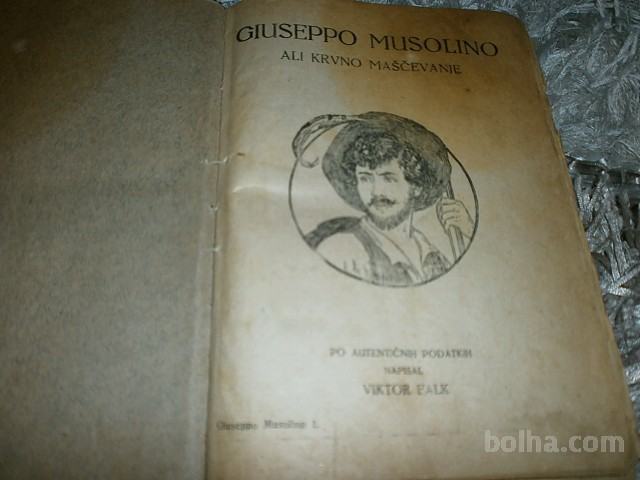 GIUSEPPO MUSOLINO
ALI KRVNO MAŠČEVANJE
PO AUTENTIČNIH PODATKIH
NAPISAL
VIKTOR FALK
Giuseppo Musolino 1.
bolha.com